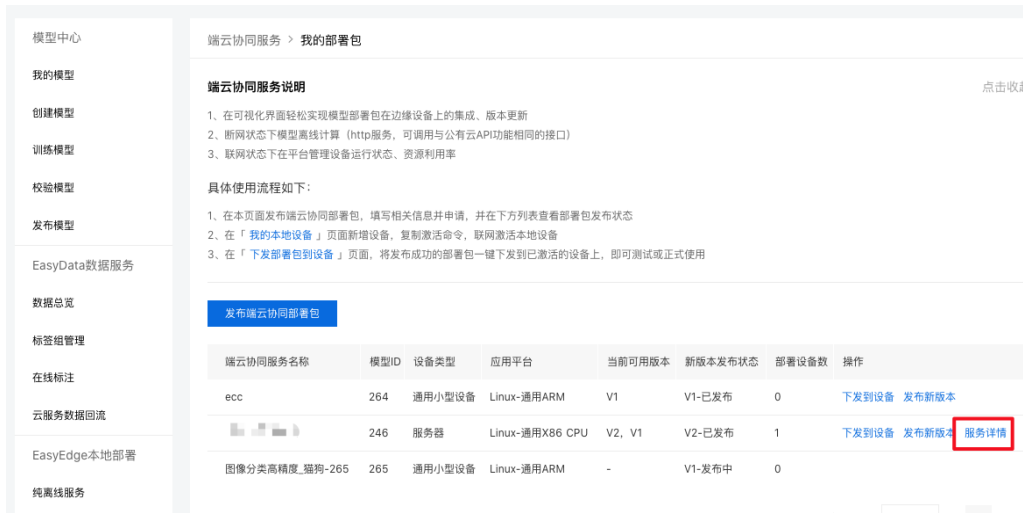 模型中心
我的模型
创建模型
训练模型
校验模型
发布模型
EasyData数据服务
数据总览
标签组管理
在线标注
云服务数据回流
EasyEdge本地部署
纯离线服务
端云协同服务 > 我的部署包
端云协同服务说明 点击收起
1、在可视化界面轻松实现模型部署包在边缘设备上的集成、版本更新
2、断网状态下模型离线计算（http服务，可调用与公有云API功能相同的接口）
3、联网状态下在平台管理设备运行状态、资源利用率
具体使用流程如下：
1、在本页面发布端云协同部署包，填写相关信息并申请，并在下方列表查看部署包发布状态
2、在「 我的本地设备 」页面新增设备，复制激活命令，联网激活本地设备
3、在「 下发部署包到设备 」页面，将发布成功的部署包一键下发到已激活的设备上，即可测试或正式使用
发布端云协同部署包
端云协同服务名称 模型ID 设备类型 应用平台 当前可用版本 新版本发布状态 部署设备数 操作
ecc 264 通用小型设备 Linux-通用ARM V1 V1-已发布 0 下发到设备 发布新版本
246 服务器 Linux-通用X86 CPU V2，V1 V2-已发布 1 下发到设备 发布新版本 服务详情
图像分类高精度_猫狗-265 265 通用小型设备 Linux-通用ARM - V1-发布中 0